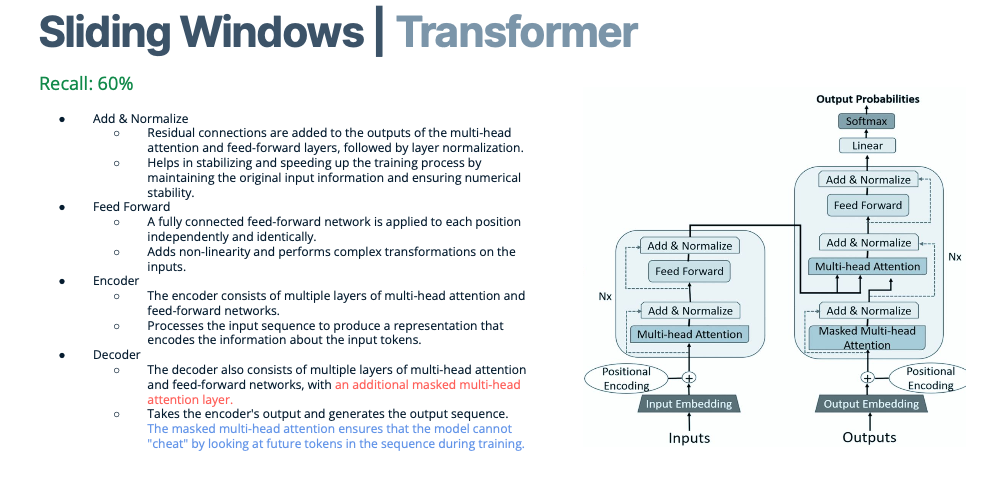 Sliding Windows | Transformer
Recall: 60%
● Add & Normalize
○ Residual connections are added to the outputs of the multi-head
attention and feed-forward layers, followed by layer normalization.
○ Helps in stabilizing and speeding up the training process by
maintaining the original input information and ensuring numerical
stability.
● Feed Forward
○ A fully connected feed-forward network is applied to each position
independently and identically.
○ Adds non-linearity and performs complex transformations on the
inputs.
● Encoder
○ The encoder consists of multiple layers of multi-head attention and
feed-forward networks.
○ Processes the input sequence to produce a representation that
encodes the information about the input tokens.
● Decoder
○ The decoder also consists of multiple layers of multi-head attention
and feed-forward networks, with an additional masked multi-head
attention layer.
○ Takes the encoder's output and generates the output sequence.
The masked multi-head attention ensures that the model cannot
"cheat" by looking at future tokens in the sequence during training.
Output Probabilities
Softmax
Linear
Add & Normalize
Feed Forward
Add & Normalize
Multi-head Attention
Nx
Add & Normalize
Masked Multi-head
Attention
Positional
Encoding
+
Output Embedding
Outputs
Add & Normalize
Feed Forward
Nx
Add & Normalize
Multi-head Attention
Positional
Encoding
+
Input Embedding
Inputs